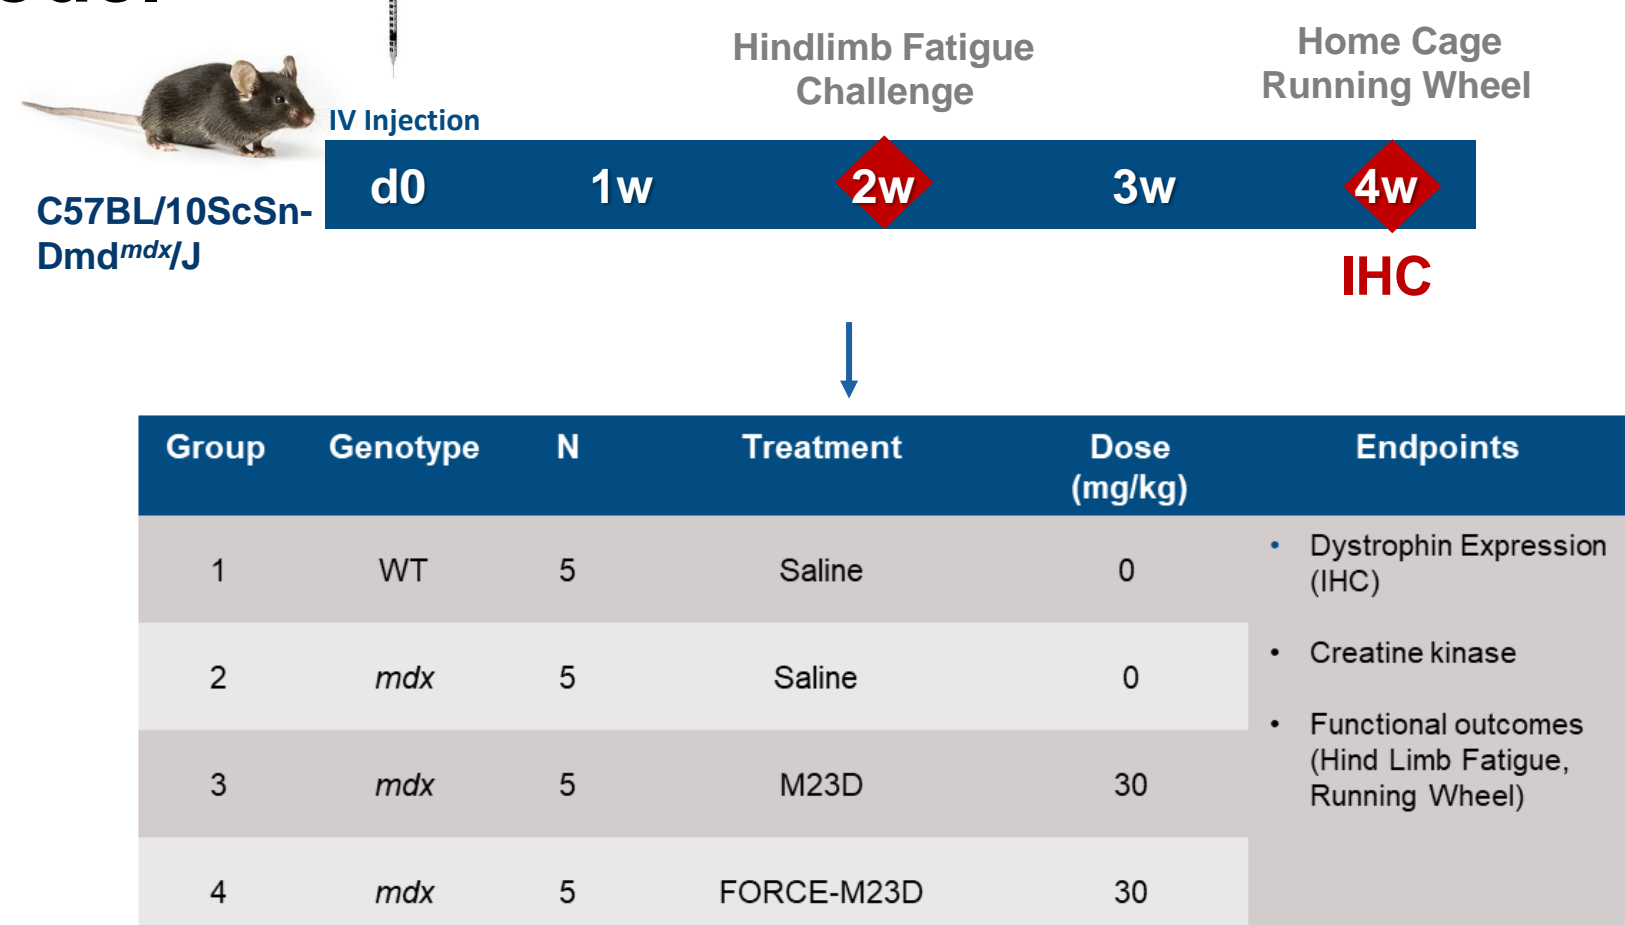 Hindlimb Fatigue
Challenge
Home Cage
Running Wheel
IV Injection
d0 1w 2w 3w 4w
C57BL/10ScSn-
Dmdmdx/J
IHC
Group Genotype N Treatment Dose (mg/kg) Endpoints
1 WT 5 Saline 0
2 mdx 5 Saline 0
3 mdx 5 M23D 30
4 mdx 5 FORCE-M23D 30
• Dystrophin Expression
(IHC)
• Creatine kinase
• Functional outcomes
(Hind Limb Fatigue,
Running Wheel)